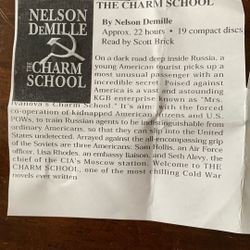 NELSON
DEMILLE
THE CHARM
SCHOOL
THE CHARM SCHOOL
By Nelson Demille
Approx. 22 hours • 19 compact discs
Read by Scott Brick
On a dark road deep inside Russia, a
young American tourist picks up a
most unusual passenger with an
incredible secret. Poised against
America is a vast and astounding
KGB enterprise known as "Mrs.
Ivanova's Charm School." It's aim with the forced
co-operation of kidnapped American citizens and U.S.
POWs, to train Russian agents to be indistinguishable from
ordinary Americans, so that they can slip into the United
States undetected. Arrayed against the all-encompassing grip
of the Soviets are three Americans: Sam Hollis, an Air Force
officer, Lisa Rhodes, an embassy liaison, and Seth Alevy, the
chief of the CIA's Moscow station. Welcome to THE
CHARM SCHOOL, one of the most chilling Cold War
novels ever written